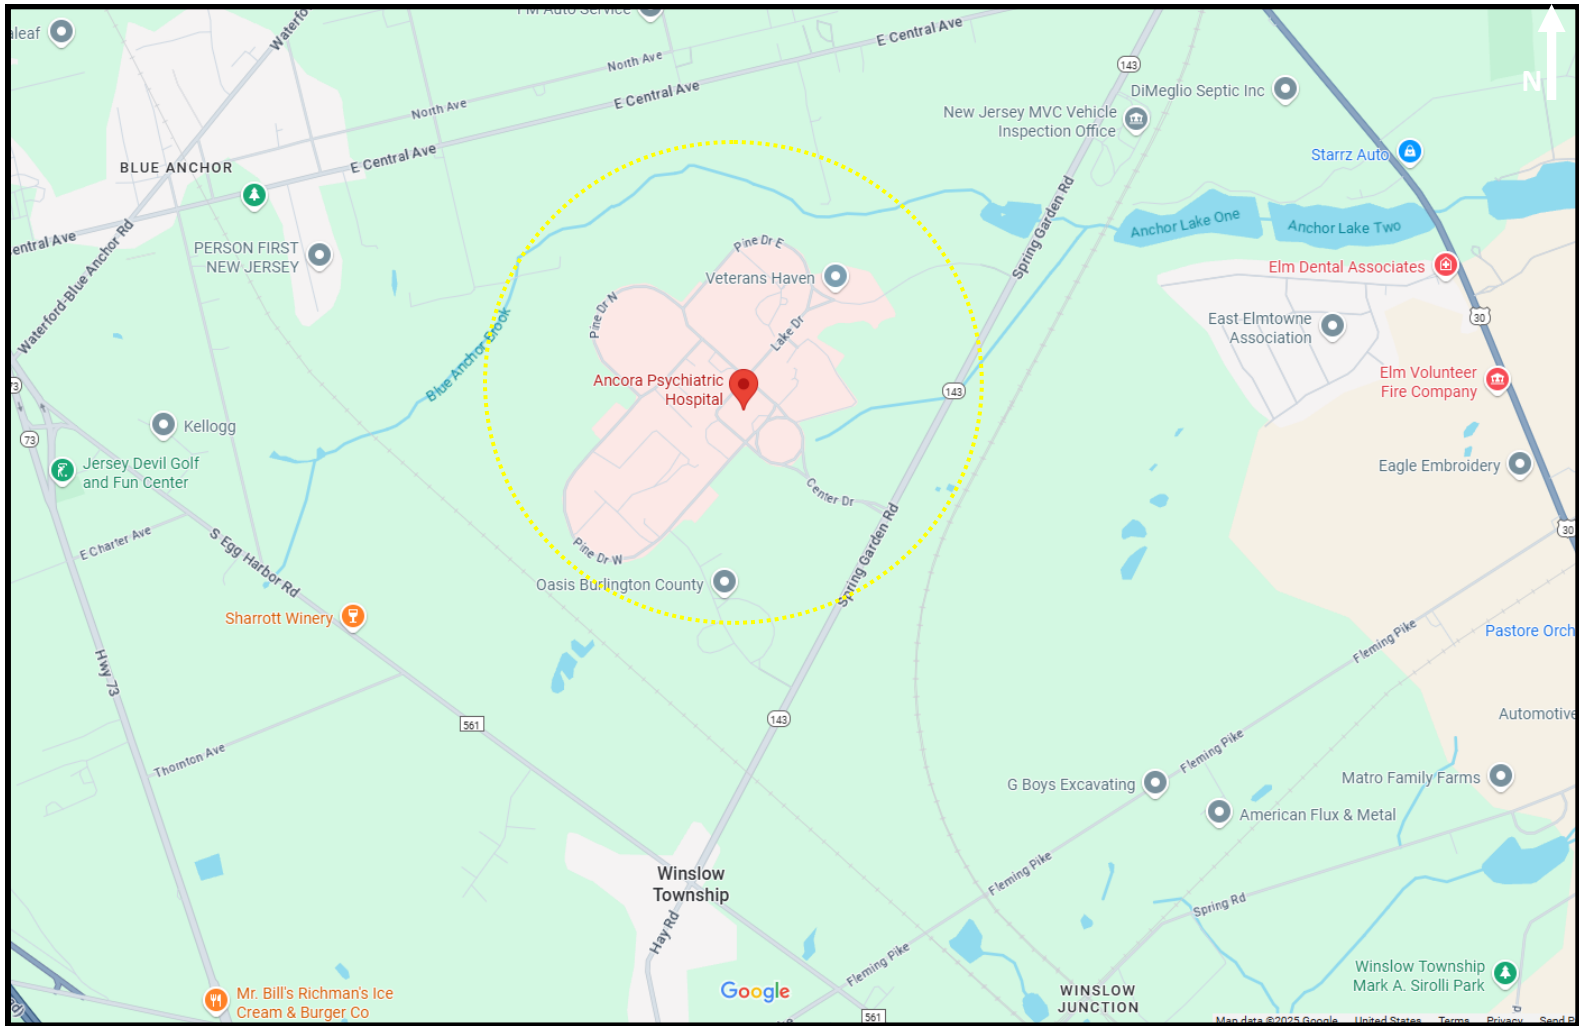 FM Auto Service
Waterfor
E Central Ave
North Ave
143
DiMeglio Septic Inc
N
E Central Ave
New Jersey MVC Vehicle
Inspection Office
North Ave
Starrz Auto
E Central Ave
BLUE ANCHOR
Spring Garden Rd
Anchor Lake One
Anchor Lake Two
entral Ave
PERSON FIRST
NEW JERSEY
Pine Dr E
Veterans Haven
Elm Dental Associates
Waterford-Blue Anchor Rd
Pine Dr N
Lake Dr
30
East Elmtowne
Association
Blue Anchor Brook
Ancora Psychiatric
Hospital
143
Elm Volunteer
Fire Company
73
73
Kellogg
Jersey Devil Golf
and Fun Center
Eagle Embroidery
Center Dr
E Charter Ave
S Egg Harbor Rd
Pine Dr W
Spring Garden Rd
30
Oasis Burlington County
Sharrott Winery
Fleming Pike
Pastore Orch
Hwy 73
561
143
Automotive
Thornton Ave
Fleming Pike
G Boys Excavating
Matro Family Farms
American Flux & Metal
Winslow
Township
Fleming Pike
Spring Rd
Hay Rd
Fleming Pike
Winslow Township
Mark A. Sirolli Park
Mr. Bill's Richman's Ice
Cream & Burger Co
Google
WINSLOW
JUNCTION
561
Map data ©2025 Google United States Terms Privacy Send